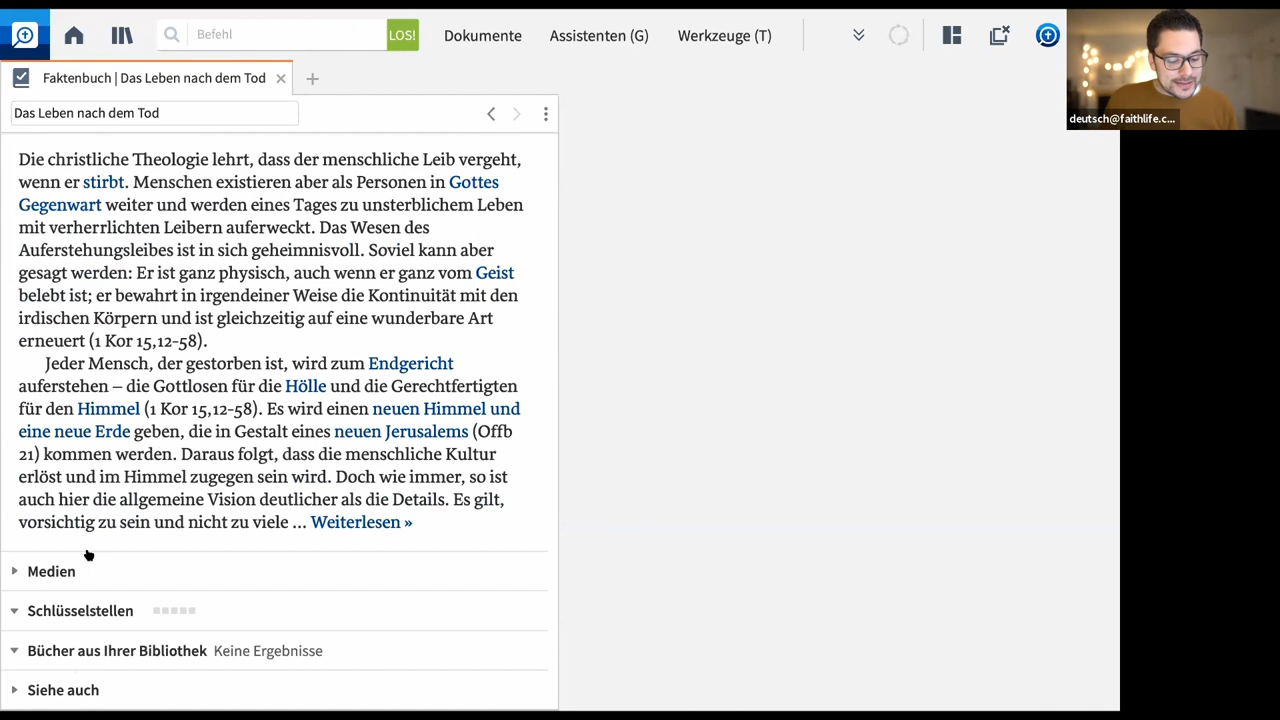 Befehl
LOS!
Dokumente
Assistenten (G)
Werkzeuge (T)
Faktenbuch | Das Leben nach dem Tod
Das Leben nach dem Tod
deutsch@faithlife.c...
Die christliche Theologie lehrt, dass der menschliche Leib vergeht,
wenn er stirbt. Menschen existieren aber als Personen in Gottes
Gegenwart weiter und werden eines Tages zu unsterblichem Leben
mit verherrlichten Leibern auferweckt. Das Wesen des
Auferstehungsleibes ist in sich geheimnisvoll. Soviel kann aber
gesagt werden: Er ist ganz physisch, auch wenn er ganz vom Geist
belebt ist; er bewahrt in irgendeiner Weise die Kontinuität mit den
irdischen Körpern und ist gleichzeitig auf eine wunderbare Art
erneuert (1 Kor 15,12-58).
Jeder Mensch, der gestorben ist, wird zum Endgericht
auferstehen – die Gottlosen für die Hölle und die Gerechtfertigten
für den Himmel (1 Kor 15,12-58). Es wird einen neuen Himmel und
eine neue Erde geben, die in Gestalt eines neuen Jerusalems (Offb
21) kommen werden. Daraus folgt, dass die menschliche Kultur
erlöst und im Himmel zugegen sein wird. Doch wie immer, so ist
auch hier die allgemeine Vision deutlicher als die Details. Es gilt,
vorsichtig zu sein und nicht zu viele ... Weiterlesen »
Medien
Schlüsselstellen
Bücher aus Ihrer Bibliothek Keine Ergebnisse
Siehe auch